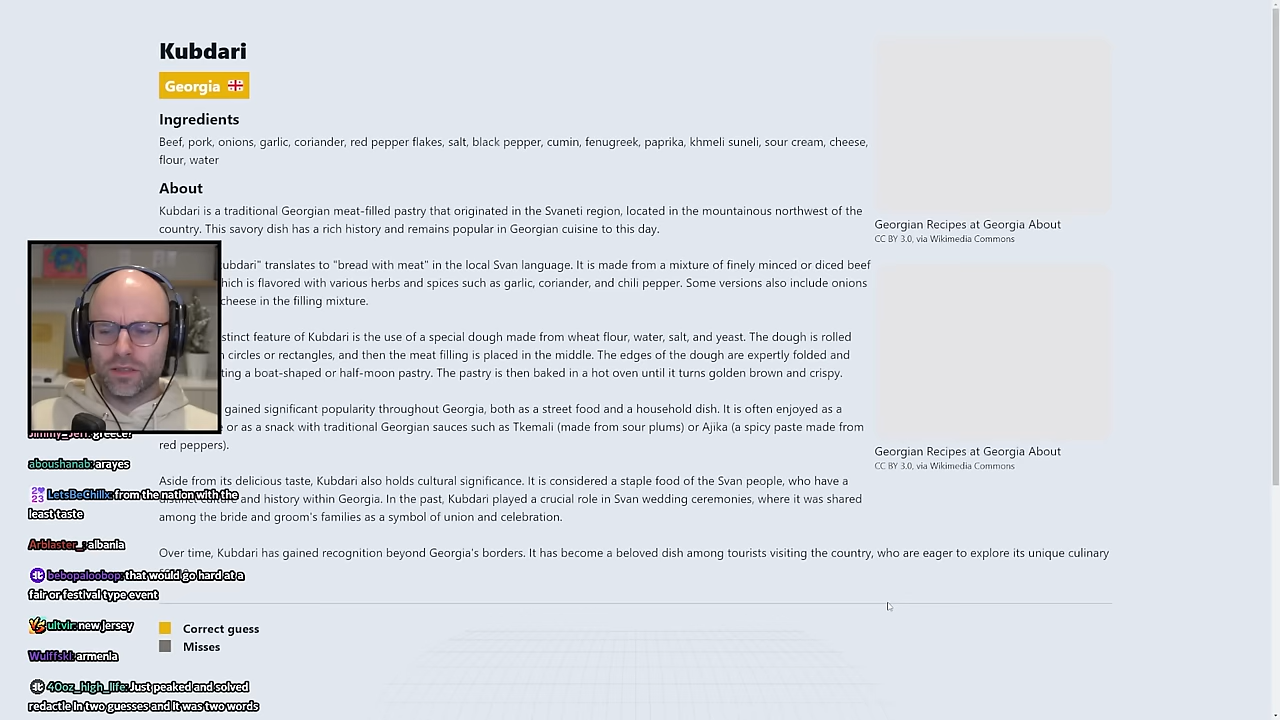 Kubdari
Georgia
Ingredients
Beef, pork, onions, garlic, coriander, red pepper flakes, salt, black pepper, cumin, fenugreek, paprika, khmeli suneli, sour cream, cheese,
flour, water
About
Kubdari is a traditional Georgian meat-filled pastry that originated in the Svaneti region, located in the mountainous northwest of the
country. This savory dish has a rich history and remains popular in Georgian cuisine to this day.
ubdari" translates to "bread with meat" in the local Svan language. It is made from a mixture of finely minced or diced beef
hich is flavored with various herbs and spices such as garlic, coriander, and chili pepper. Some versions also include onions
cheese in the filling mixture.
stinct feature of Kubdari is the use of a special dough made from wheat flour, water, salt, and yeast. The dough is rolled
circles or rectangles, and then the meat filling is placed in the middle. The edges of the dough are expertly folded and
ting a boat-shaped or half-moon pastry. The pastry is then baked in a hot oven until it turns golden brown and crispy.
gained significant popularity throughout Georgia, both as a street food and a household dish. It is often enjoyed as a
or as a snack with traditional Georgian sauces such as Tkemali (made from sour plums) or Ajika (a spicy paste made from
red peppers).
Aside from its delicious taste, Kubdari also holds cultural significance. It is considered a staple food of the Svan people, who have a
distinct culture and history within Georgia. In the past, Kubdari played a crucial role in Svan wedding ceremonies, where it was shared
among the bride and groom's families as a symbol of union and celebration.
Over time, Kubdari has gained recognition beyond Georgia's borders. It has become a beloved dish among tourists visiting the country, who are eager to explore its unique culinary
Correct guess
Misses
Georgian Recipes at Georgia About
CC BY 3.0, via Wikimedia Commons
Georgian Recipes at Georgia About
CC BY 3.0, via Wikimedia Commons
Jimmy_Jeff: greece?
aboushanab: arayes
LetsBeChillx: from the nation with the
least taste
Arblaster_: albania
bebopaloobop: that would go hard at a
fair or festival type event
ultvlr: new jersey
Wulffski: armenia
40oz_high_life: Just peaked and solved
redactle in two guesses and it was two words